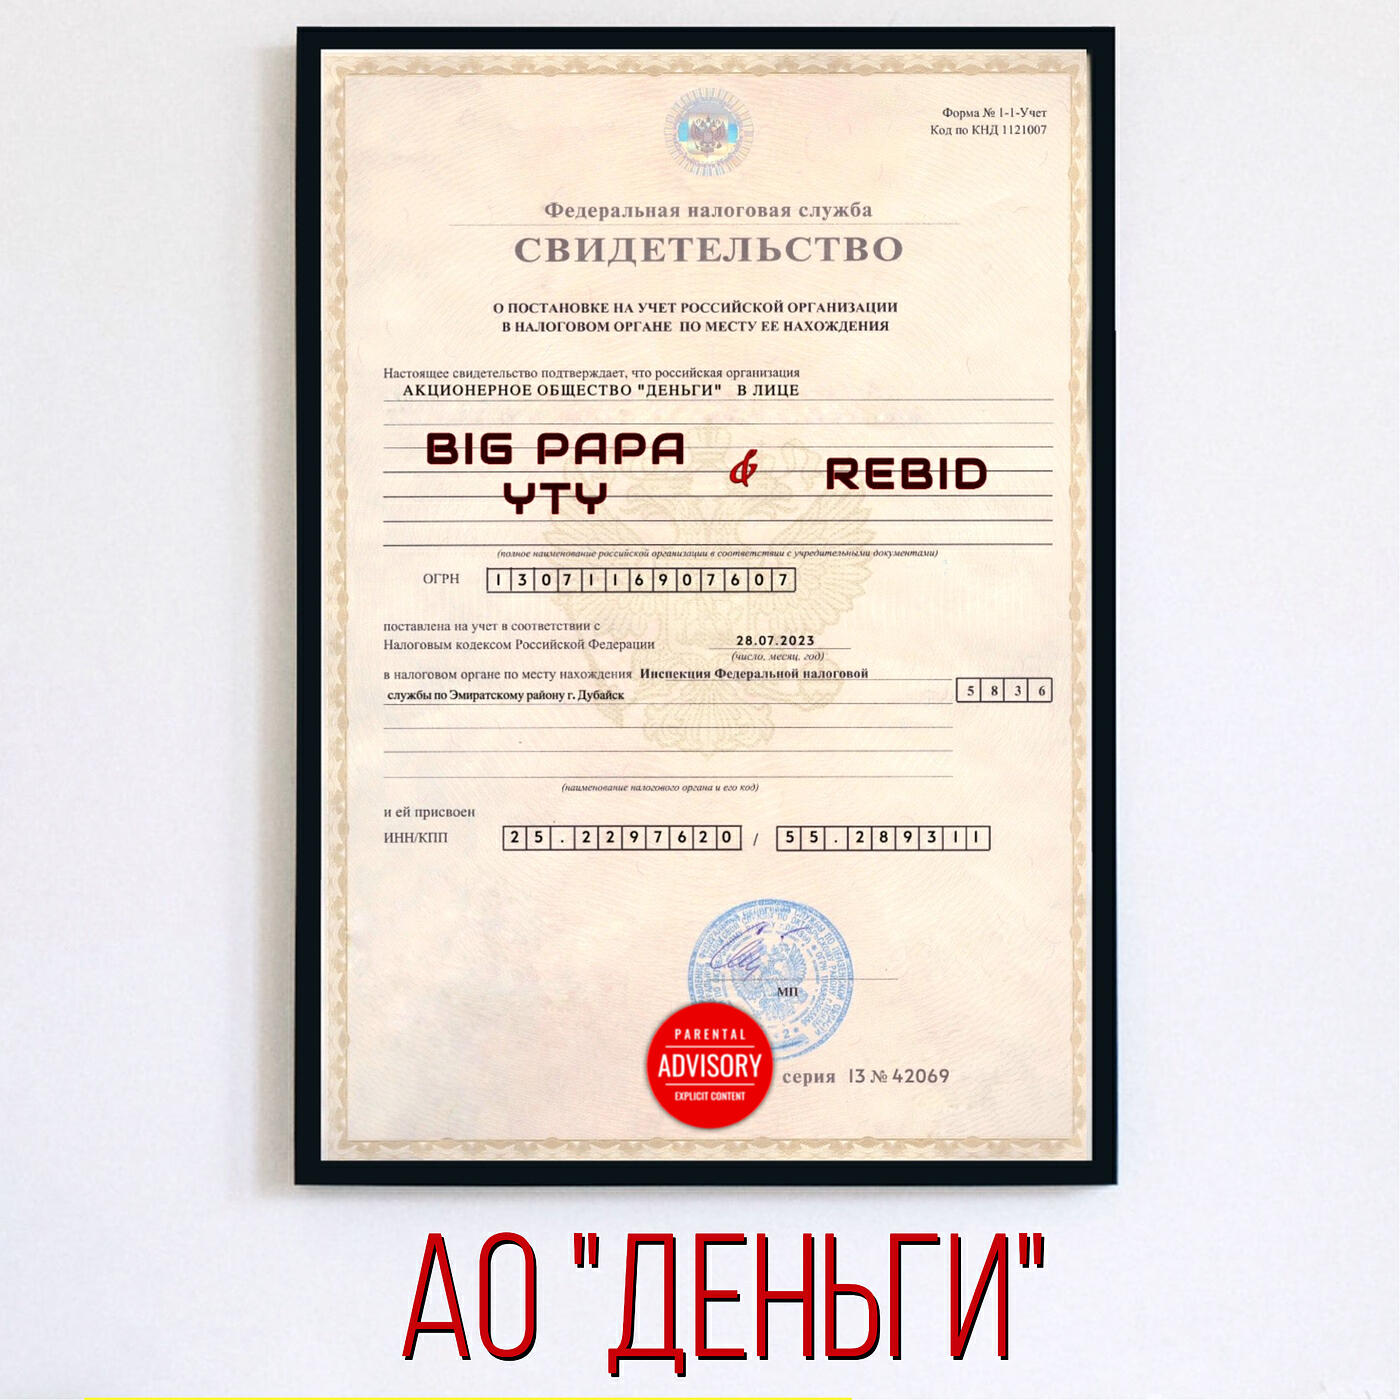 Форма № 1-1-Учет
Код по КНД 1121007
Федеральная налоговая служба
СВИДЕТЕЛЬСТВО
О ПОСТАНОВКЕ НА УЧЕТ РОССИЙСКОЙ ОРГАНИЗАЦИИ
В НАЛОГОВОМ ОРГАНЕ ПО МЕСТУ ЕЕ НАХОЖДЕНИЯ
Настоящее свидетельство подтверждает, что российская организация
АКЦИОНЕРНОЕ ОБЩЕСТВО "ДЕНЬГИ" В ЛИЦЕ
BIG PAPA
YTY
&
REBID
(полное наименование российской организации в соответствии с учредительными документами)
ОГРН 1307116907607
поставлена на учет в соответствии с
Налоговым кодексом Российской Федерации 28.07.2023
(число, месяц, год)
в налоговом органе по месту нахождения Инспекция Федеральной налоговой
службы по Эмиратскому району г. Дубайск 5836
(наименование налогового органа и его код)
и ей присвоен
ИНН/КПП 25.2297620 / 55.289311
МП
PARENTAL
ADVISORY
EXPLICIT CONTENT
серия 13 № 42069
АО "ДЕНЬГИ"